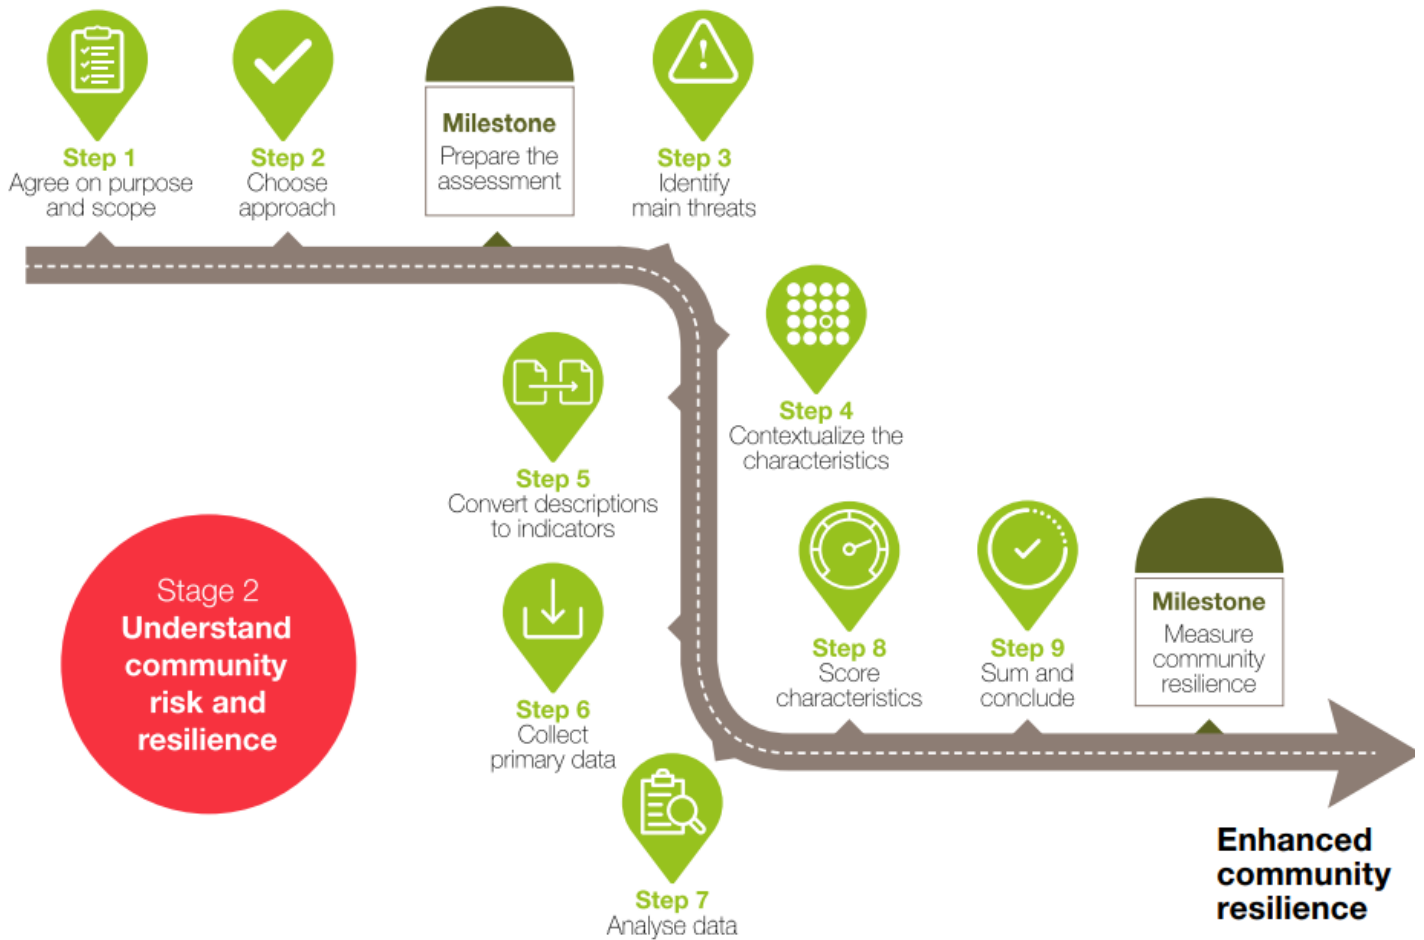 Step 1
Agree on purpose
and scope
Step 2
Choose
approach
Milestone
Prepare the
assessment
Step 3
Identify
main threats
Step 4
Contextualize the
characteristics
Step 5
Convert descriptions
to indicators
Stage 2
Understand
community
risk and
resilience
Step 6
Collect
primary data
Step 7
Analyse data
Step 8
Score
characteristics
Step 9
Sum and
conclude
Milestone
Measure
community
resilience
Enhanced
community
resilience